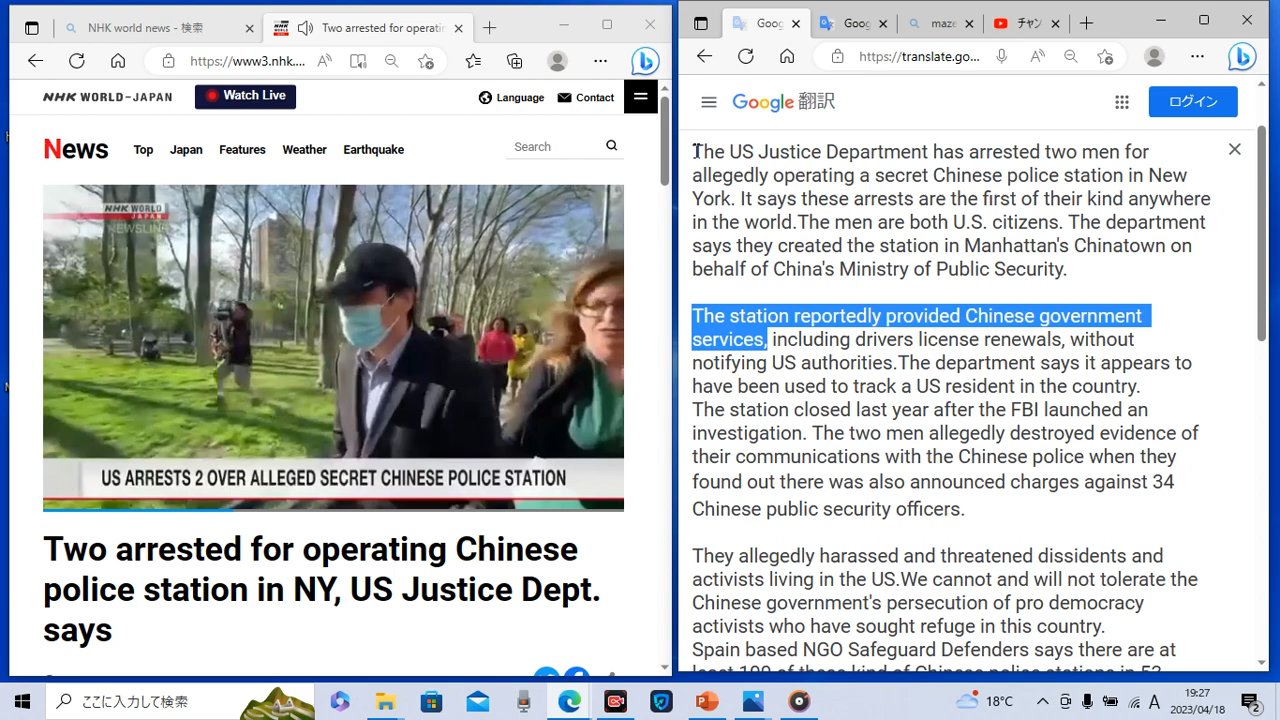 NHK world news - 検索
Two arrested for operatin
https://www3.nhk....
NHK WORLD-JAPAN
Watch Live
Language
Contact
News
Top
Japan
Features
Weather
Earthquake
Search
NHK WORLD
JAPAN
NEWSLINE
US ARRESTS 2 OVER ALLEGED SECRET CHINESE POLICE STATION
Two arrested for operating Chinese
police station in NY, US Justice Dept.
says
Goog
Goog
maze
チャン
https://translate.go...
Google 翻訳
ログイン
The US Justice Department has arrested two men for
allegedly operating a secret Chinese police station in New
York. It says these arrests are the first of their kind anywhere
in the world.The men are both U.S. citizens. The department
says they created the station in Manhattan's Chinatown on
behalf of China's Ministry of Public Security.
The station reportedly provided Chinese government
services, including drivers license renewals, without
notifying US authorities.The department says it appears to
have been used to track a US resident in the country.
The station closed last year after the FBI launched an
investigation. The two men allegedly destroyed evidence of
their communications with the Chinese police when they
found out there was also announced charges against 34
Chinese public security officers.
They allegedly harassed and threatened dissidents and
activists living in the US.We cannot and will not tolerate the
Chinese government's persecution of pro democracy
activists who have sought refuge in this country.
Spain based NGO Safeguard Defenders says there are at
ここに入力して検索
18°C
A
19:27
2023/04/18
2